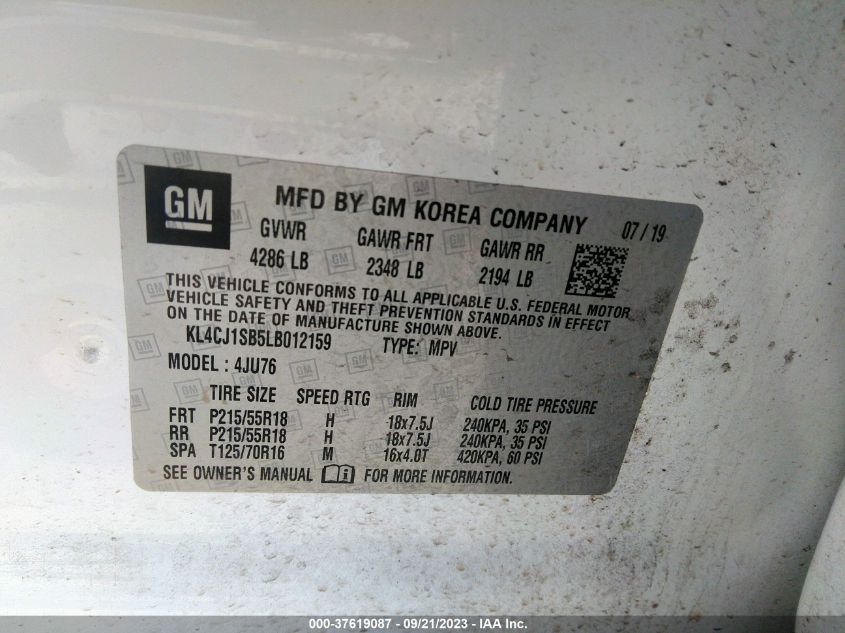 GM
MFD BY GM KOREA COMPANY 07/19
GVWR GAWR FRT GAWR RR
4286 LB 2348 LB 2194 LB
THIS VEHICLE CONFORMS TO ALL APPLICABLE U.S. FEDERAL MOTOR
VEHICLE SAFETY AND THEFT PREVENTION STANDARDS IN EFFECT
ON THE DATE OF MANUFACTURE SHOWN ABOVE.
KL4CJ1SB5LB012159 TYPE: MPV
MODEL: 4JU76
TIRE SIZE SPEED RTG RIM COLD TIRE PRESSURE
FRT P215/55R18 H 18x7.5J 240KPA, 35 PSI
RR P215/55R18 H 18x7.5J 240KPA, 35 PSI
SPA T125/70R16 M 16x4.0T 420KPA, 60 PSI
SEE OWNER'S MANUAL FOR MORE INFORMATION.
000-37619087 - 09/21/2023 - IAA Inc.